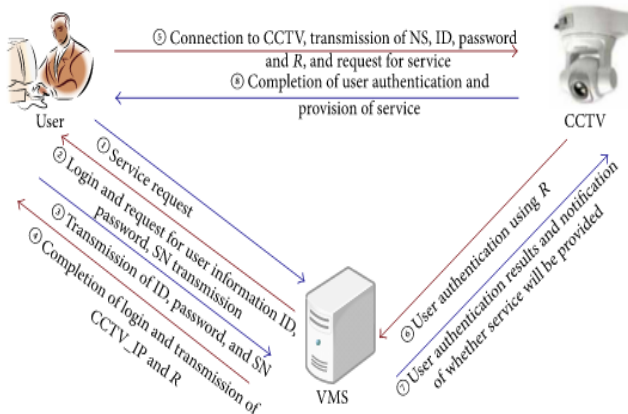 ⑤ Connection to CCTV, transmission of NS, ID, password
and R, and request for service
⑧ Completion of user authentication and
provision of service
User
CCTV
① Service request
② Login and request for user information ID,
password, SN transmission
③ Transmission of ID, password, and SN
④ Completion of login and transmission of
CCTV_IP and R
⑥ User authentication using R
⑦ User authentication results and notification
of whether service will be provided
VMS